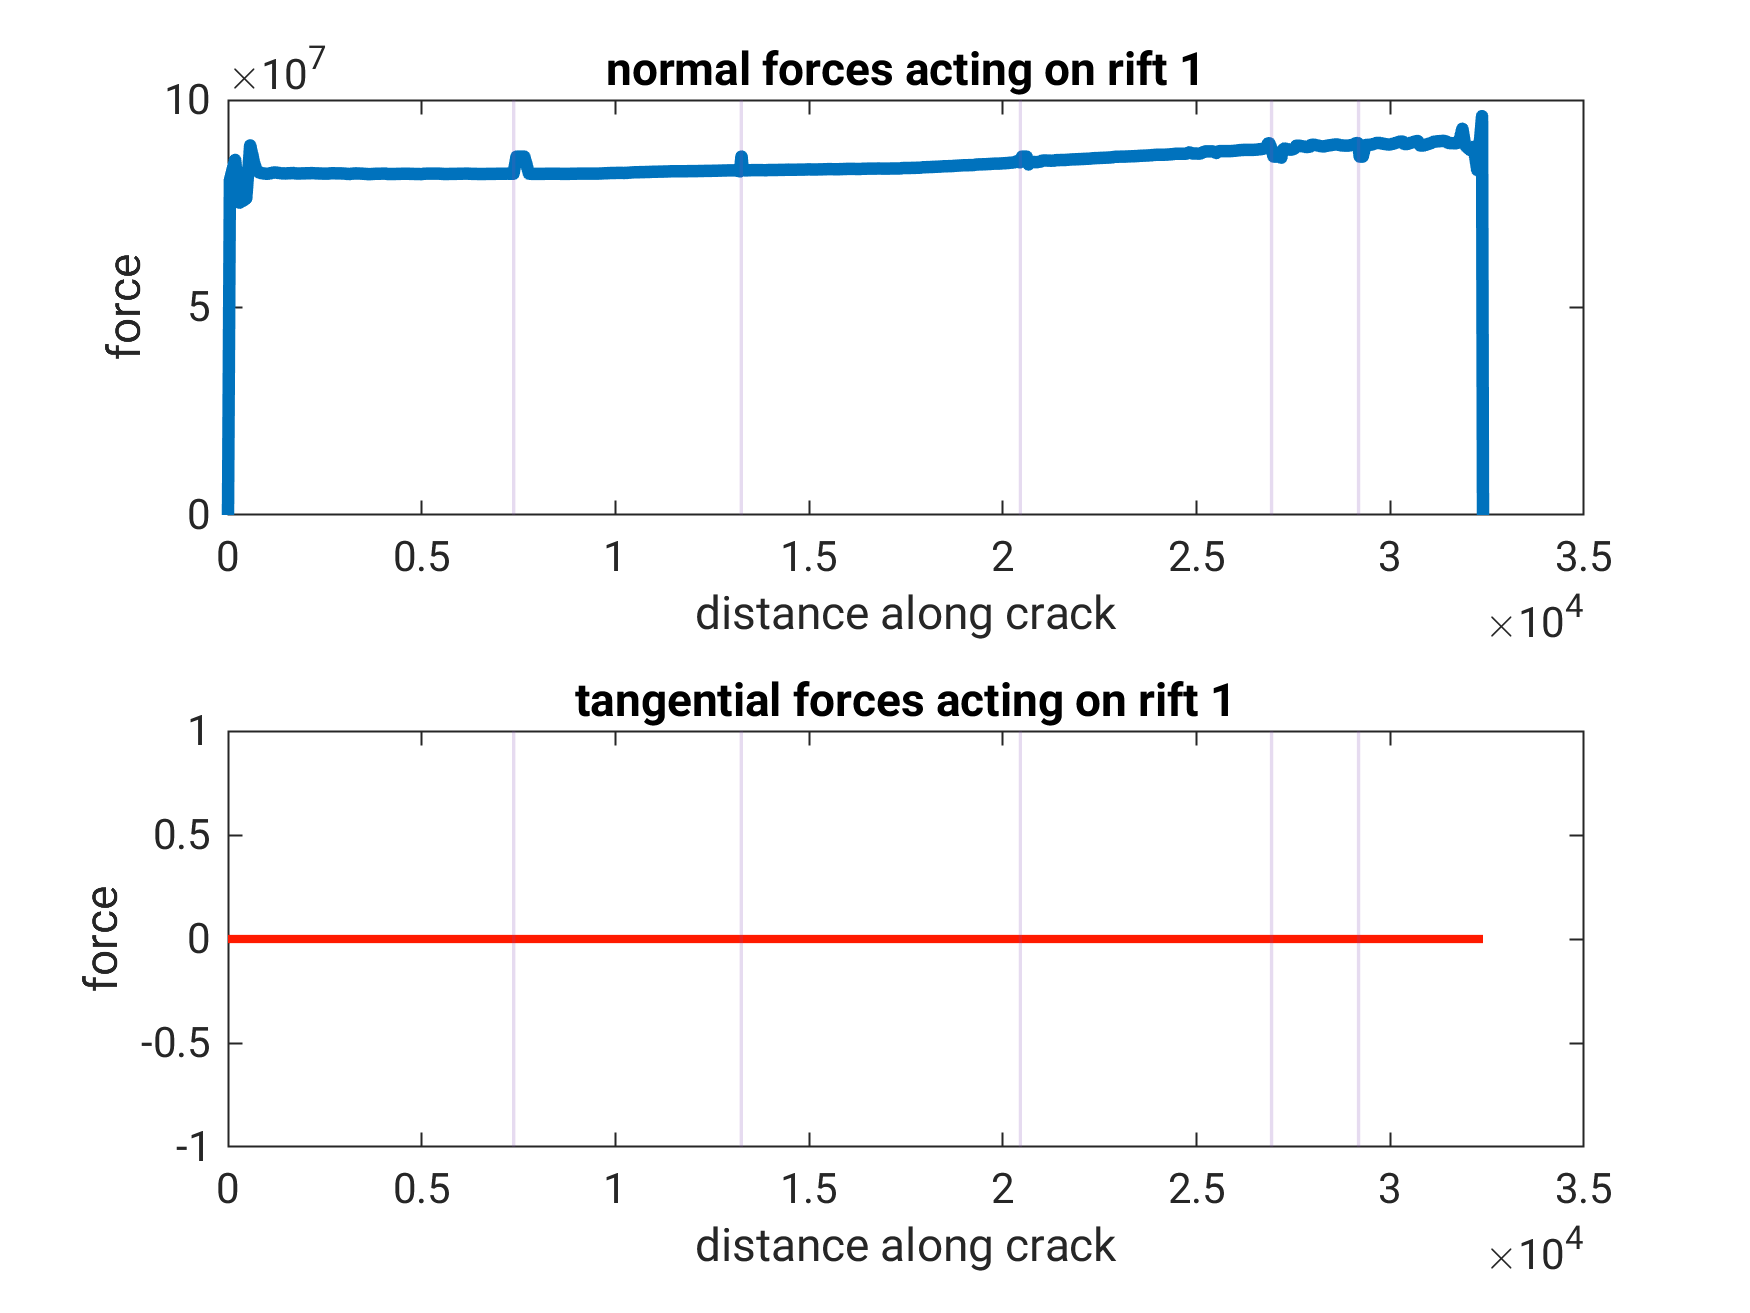 ×10^7
normal forces acting on rift 1
10
5
0
force
0 0.5 1 1.5 2 2.5 3 3.5
distance along crack
×10^4
tangential forces acting on rift 1
1
0.5
0
-0.5
-1
force
0 0.5 1 1.5 2 2.5 3 3.5
distance along crack
×10^4